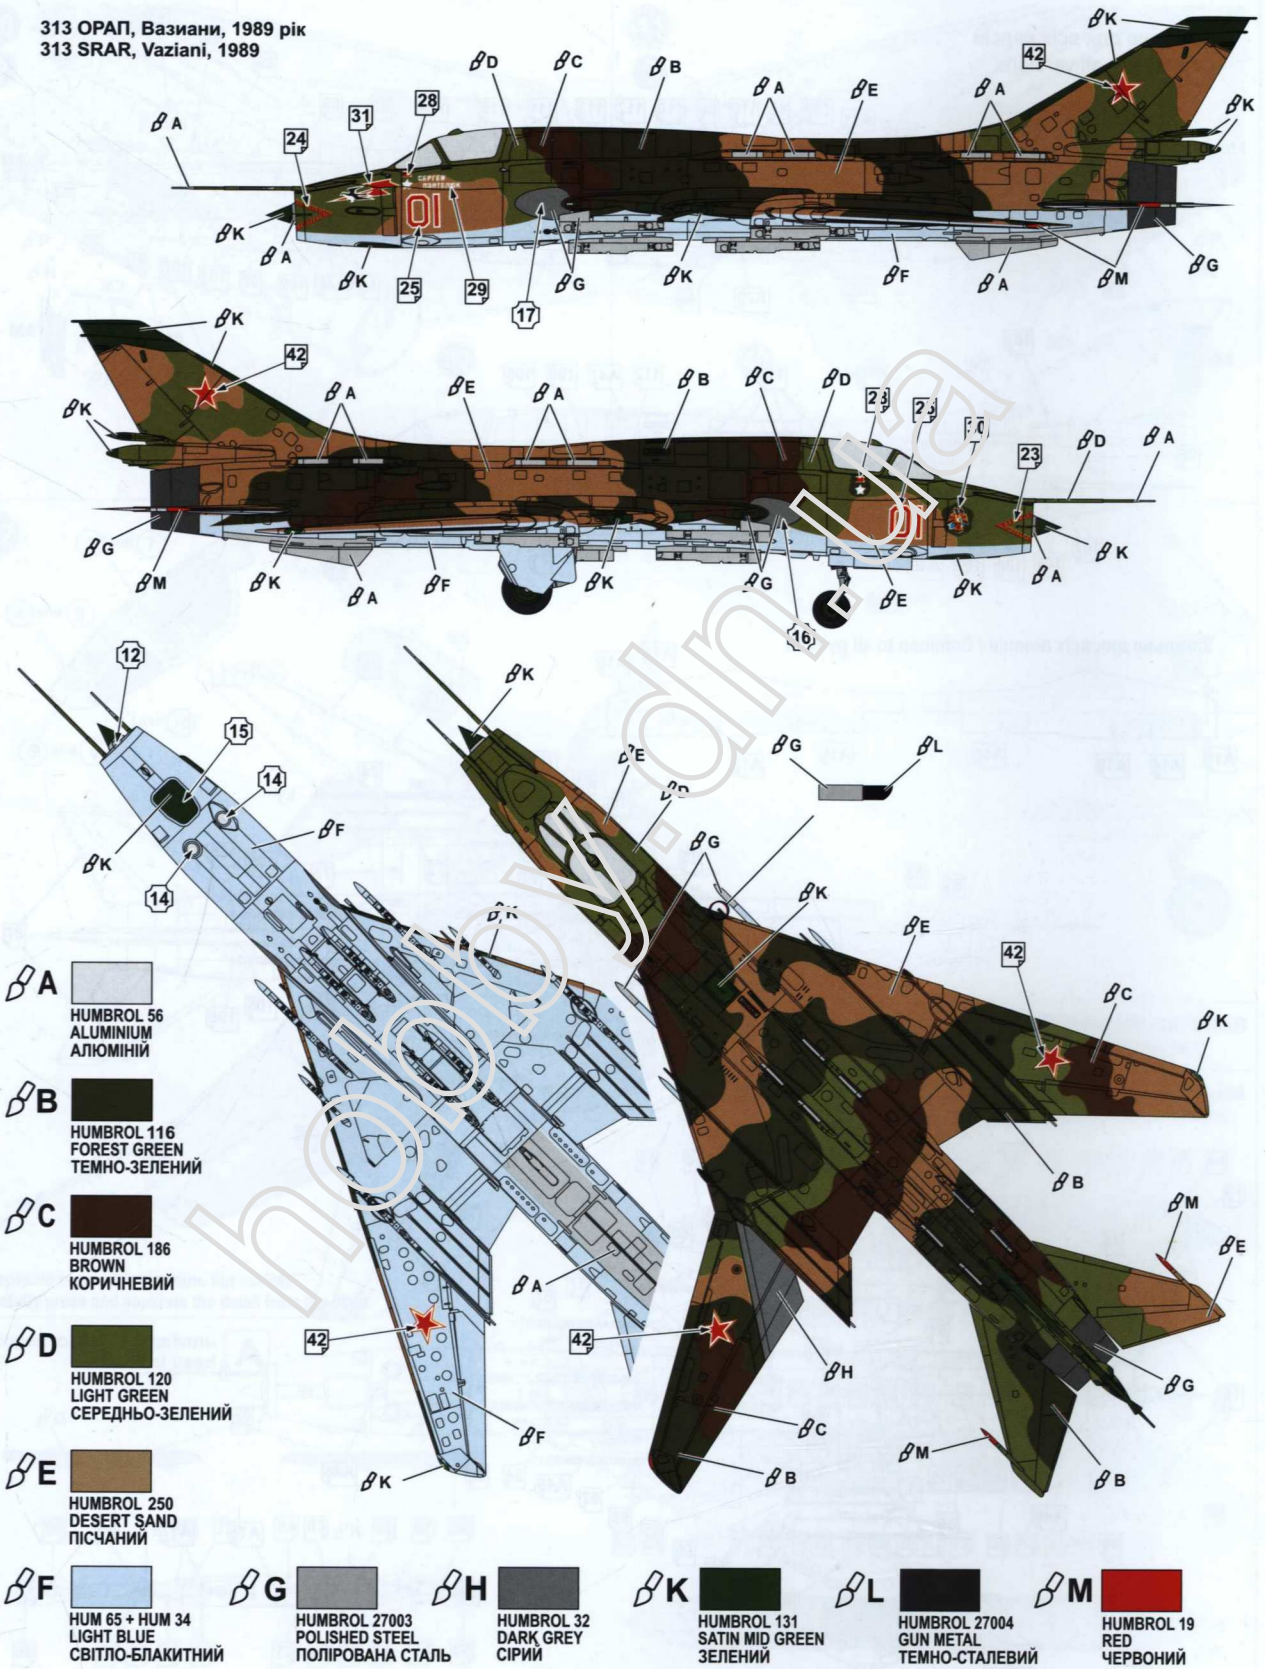 313 ОРАП, Вазиани, 1989 рік
313 SRAR, Vaziani, 1989
K
42
D
C
B
A
E
A
K
28
31
A
24
СЕРГЕЙ
01
K
A
K
25
29
17
G
K
F
A
M
G
K
42
A
E
A
B
C
D
28
30
23
D
A
K
01
G
M
K
A
F
K
G
16
E
K
A
K
12
15
14
F
K
14
K
K
E
D
G
G
L
K
E
42
C
K
B
M
E
G
H
C
B
M
B
A
42
42
F
K
A
HUMBROL 56
ALUMINIUM
АЛЮМІНІЙ
B
HUMBROL 116
FOREST GREEN
ТЕМНО-ЗЕЛЕНИЙ
C
HUMBROL 186
BROWN
КОРИЧНЕВИЙ
D
HUMBROL 120
LIGHT GREEN
СЕРЕДНЬО-ЗЕЛЕНИЙ
E
HUMBROL 250
DESERT SAND
ПІСЧАНИЙ
F
HUM 65 + HUM 34
LIGHT BLUE
СВІТЛО-БЛАКИТНИЙ
G
HUMBROL 27003
POLISHED STEEL
ПОЛІРОВАНА СТАЛЬ
H
HUMBROL 32
DARK GREY
СІРИЙ
K
HUMBROL 131
SATIN MID GREEN
ЗЕЛЕНИЙ
L
HUMBROL 27004
GUN METAL
ТЕМНО-СТАЛЕВИЙ
M
HUMBROL 19
RED
ЧЕРВОНИЙ
hobby.dn.ua